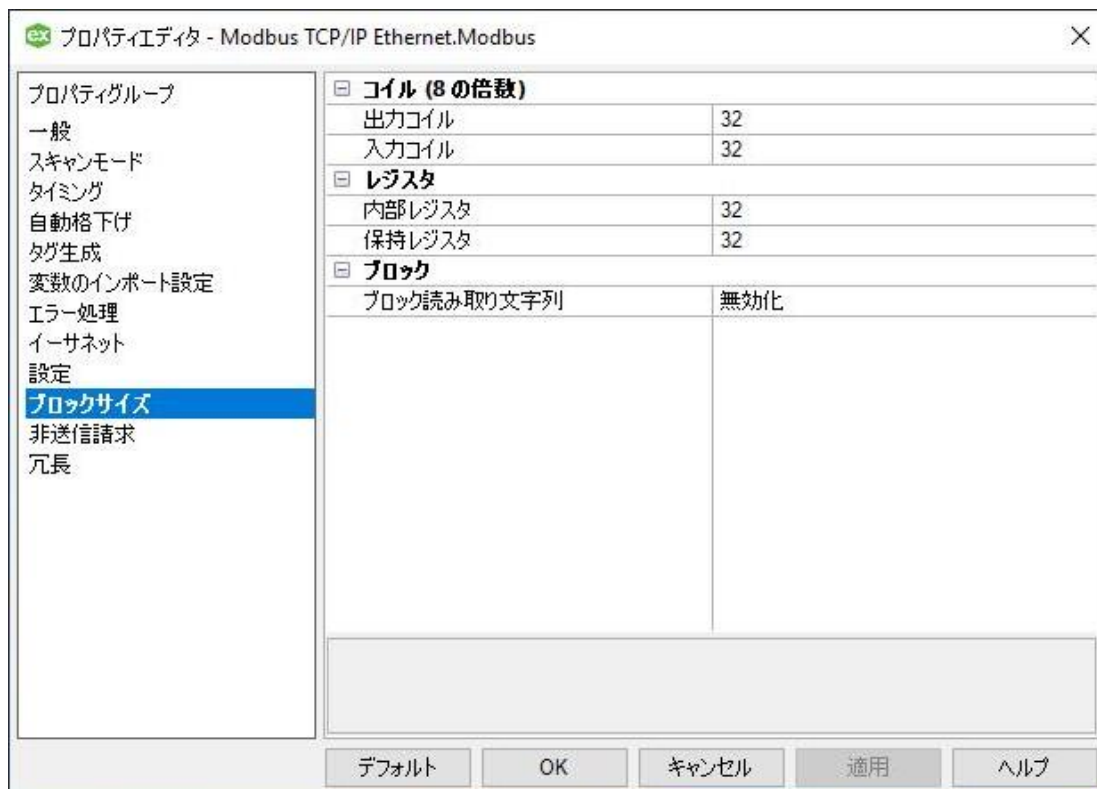 ex プロパティエディタ - Modbus TCP/IP Ethernet.Modbus
プロパティグループ
一般
スキャンモード
タイミング
自動格下げ
タグ生成
変数のインポート設定
エラー処理
イーサネット
設定
ブロックサイズ
非送信請求
冗長
コイル (8 の倍数)
出力コイル 32
入力コイル 32
レジスタ
内部レジスタ 32
保持レジスタ 32
ブロック
ブロック読み取り文字列 無効化
デフォルト OK キャンセル 適用 ヘルプ